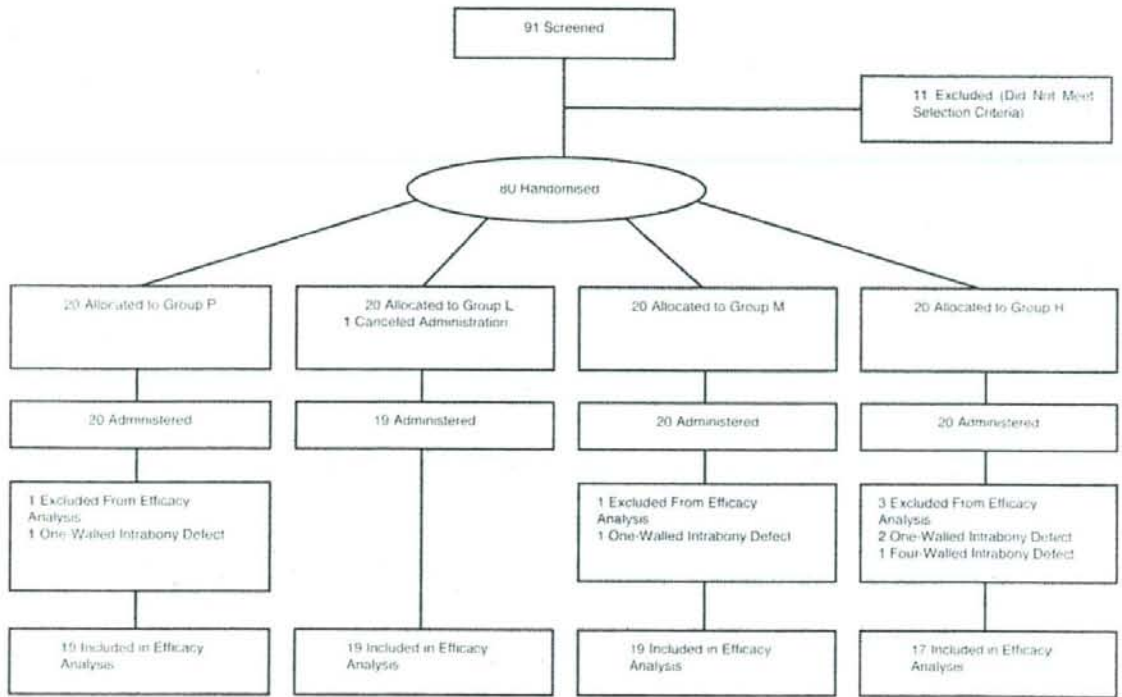 91 Screened
11 Excluded (Did Not Meet
Selection Criteria)
80 Randomised
20 Allocated to Group P
20 Allocated to Group L
1 Canceled Administration
20 Allocated to Group M
20 Allocated to Group H
20 Administered
19 Administered
20 Administered
20 Administered
1 Excluded From Efficacy
Analysis
1 One-Walled Intrabony Defect
1 Excluded From Efficacy
Analysis
1 One-Walled Intrabony Defect
3 Excluded From Efficacy
Analysis
2 One-Walled Intrabony Defect
1 Four-Walled Intrabony Defect
19 Included in Efficacy
Analysis
19 Included in Efficacy
Analysis
19 Included in Efficacy
Analysis
17 Included in Efficacy
Analysis